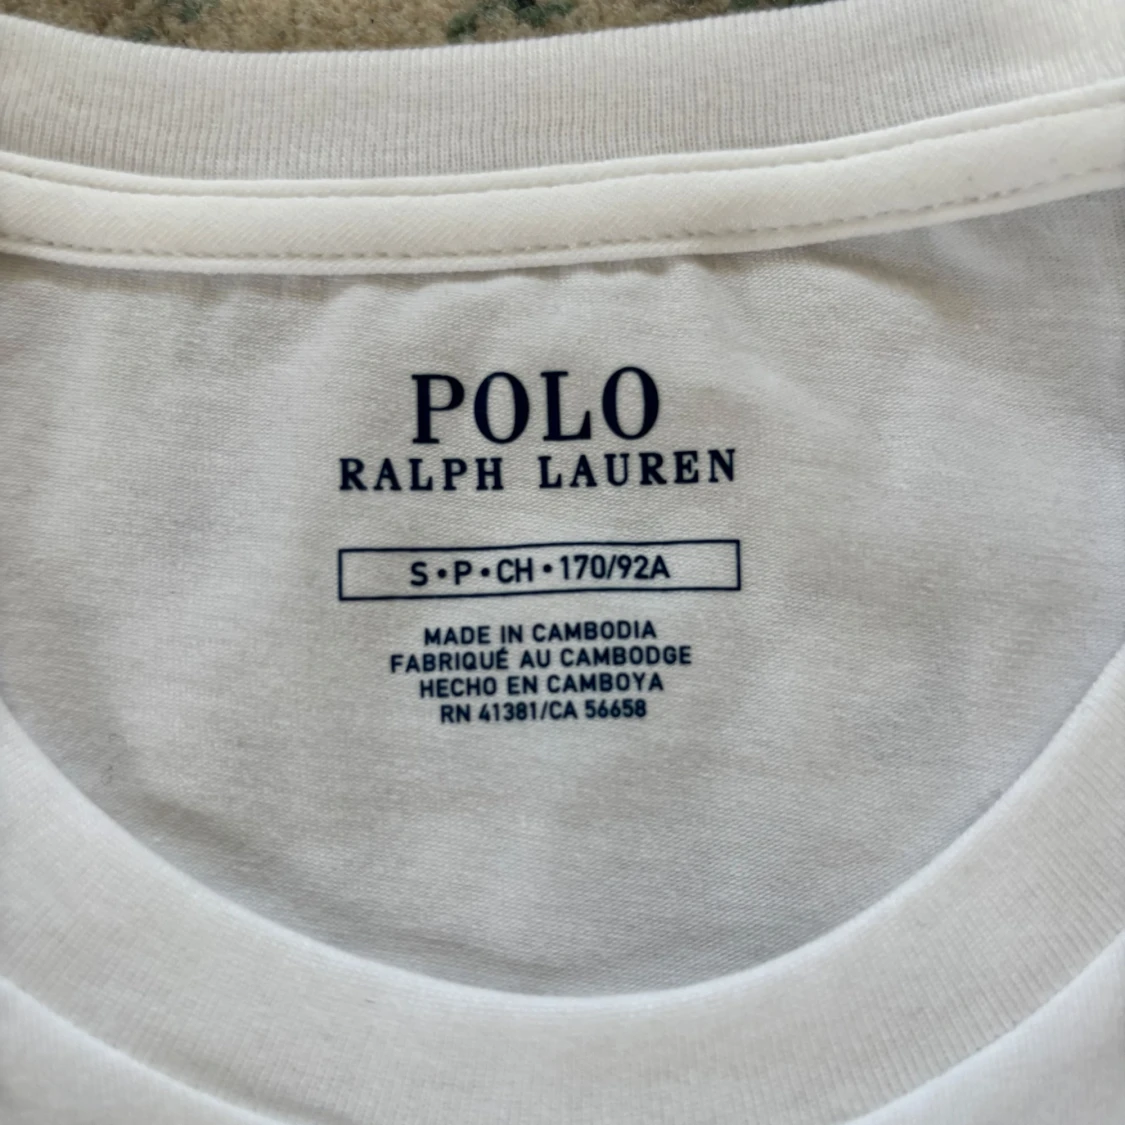 POLO
RALPH LAUREN
S • P • CH • 170/92A
MADE IN CAMBODIA
FABRIQUÉ AU CAMBODGE
HECHO EN CAMBOYA
RN 41381/CA 56658